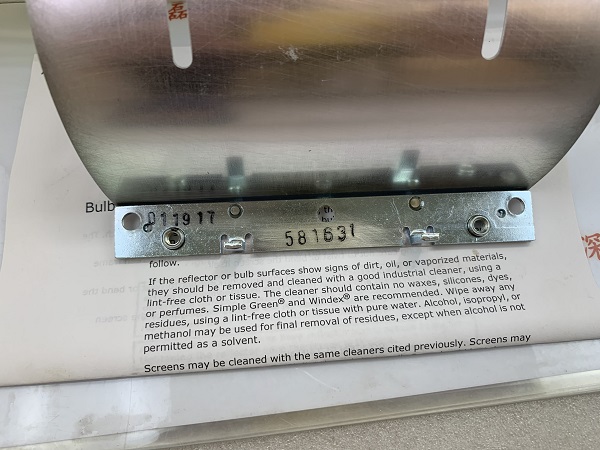 Bulb
011917
581631
follow.
If the reflector or bulb surfaces show signs of dirt, oil, or vaporized materials,
they should be removed and cleaned with a good industrial cleaner, using a
lint-free cloth or tissue. The cleaner should contain no waxes, silicones, dyes,
or perfumes. Simple Green® and Windex® are recommended. Wipe away any
residues, using a lint-free cloth or tissue with pure water. Alcohol, isopropyl, or
methanol may be used for final removal of residues, except when alcohol is not
permitted as a solvent.
Screens may be cleaned with the same cleaners cited previously. Screens may